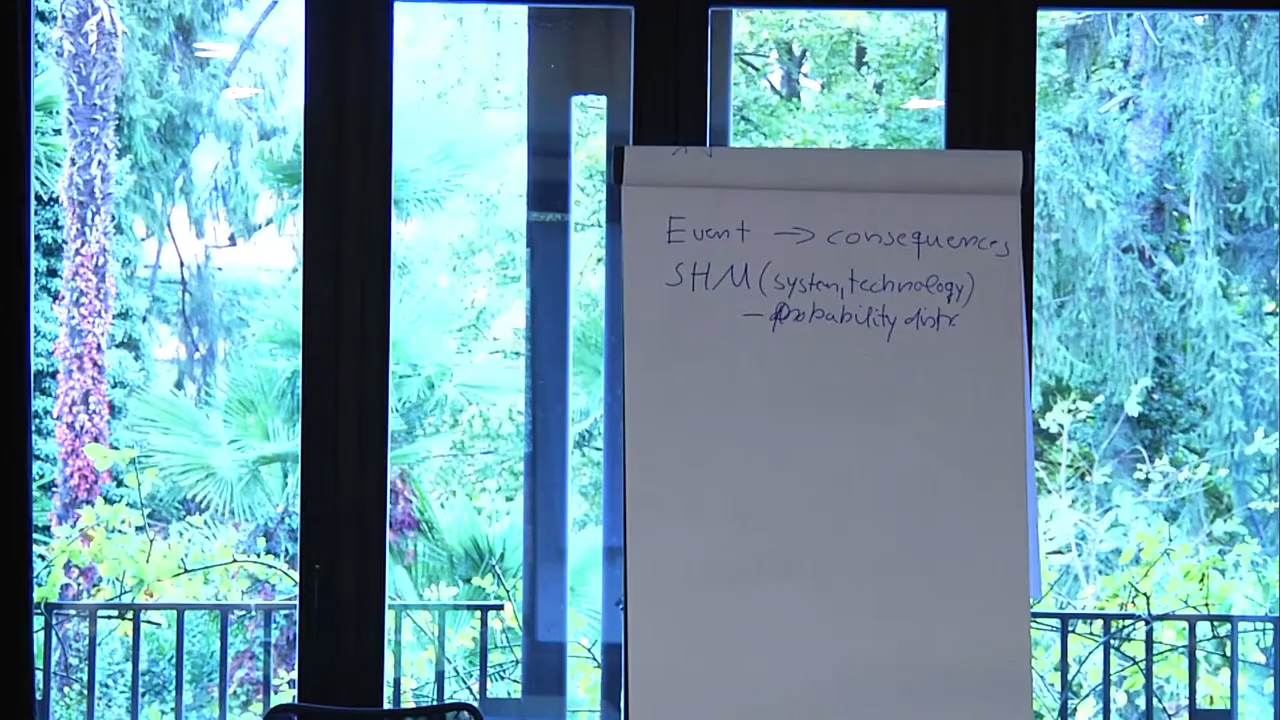 Event → consequences
SHM (system, technology)
– probability distr